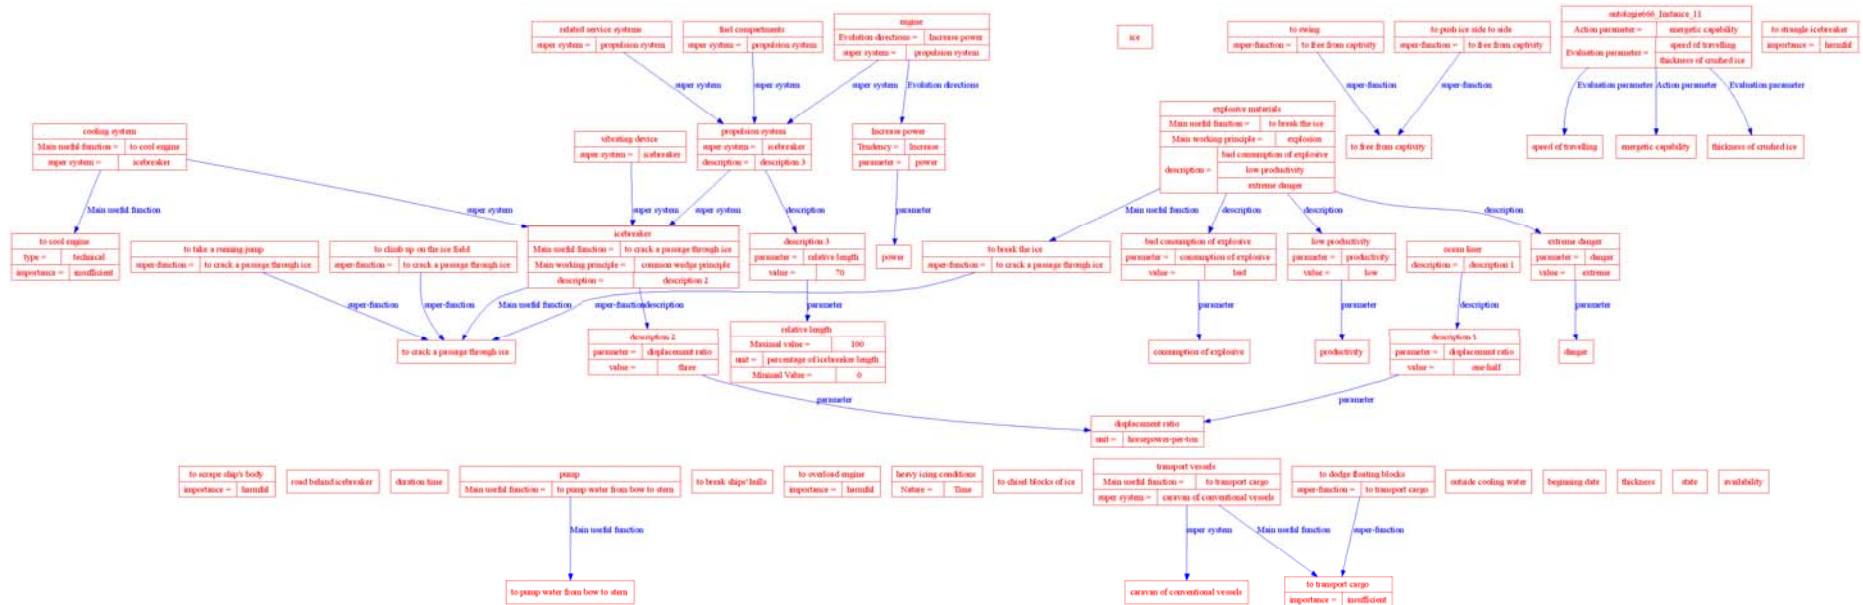 related service systems
super system = propulsion system
fuel compartments
super system = propulsion system
engine
Evolution directions = Increase power
super system = propulsion system
ice
to swing
super-function = to free from captivity
to push ice side to side
super-function = to free from captivity
ontologie666_Instance_11
Action parameter = energetic capability
Evaluation parameter = speed of travelling
thickness of crushed ice
to strangle icebreaker
importance = harmful
super system
super system
super system
Evolution directions
super-function
super-function
Evaluation parameter
Action parameter
Evaluation parameter
cooling system
Main useful function = to cool engine
super system = icebreaker
vibrating device
super system = icebreaker
propulsion system
super system = icebreaker
description = description 3
Increase power
Tendency = Increase
parameter = power
explosive materials
Main useful function = to break the ice
Main working principle = explosion
description = bad consumption of explosive
low productivity
extreme danger
to free from captivity
speed of travelling
energetic capability
thickness of crushed ice
Main useful function
super system
super system
super system
description
parameter
Main useful function
description
description
description
to cool engine
type = technical
importance = insufficient
to take a running jump
super-function = to crack a passage through ice
to climb up on the ice field
super-function = to crack a passage through ice
icebreaker
Main useful function = to crack a passage through ice
Main working principle = common wedge principle
description = description 2
description 3
parameter = relative length
value = 70
power
to break the ice
super-function = to crack a passage through ice
bad consumption of explosive
parameter = consumption of explosive
value = bad
low productivity
parameter = productivity
value = low
ocean liner
description = description 1
extreme danger
parameter = danger
value = extreme
super-function
super-function
Main useful function
super-function
description
parameter
parameter
parameter
description
parameter
to crack a passage through ice
description 2
parameter = displacement ratio
value = three
relative length
Maximal value = 100
unit = percentage of icebreaker length
Minimal Value = 0
consumption of explosive
productivity
description 1
parameter = displacement ratio
value = one-half
danger
parameter
parameter
displacement ratio
unit = horsepower-per-ton
to scrape ship's body
importance = harmful
road behind icebreaker
duration time
pump
Main useful function = to pump water from bow to stern
to break ships' hulls
to overload engine
importance = harmful
heavy icing conditions
Nature = Time
to chisel blocks of ice
transport vessels
Main useful function = to transport cargo
super system = caravan of conventional vessels
to dodge floating blocks
super-function = to transport cargo
outside cooling water
beginning date
thickness
state
availability
Main useful function
super system
Main useful function
super-function
to pump water from bow to stern
caravan of conventional vessels
to transport cargo
importance = insufficient